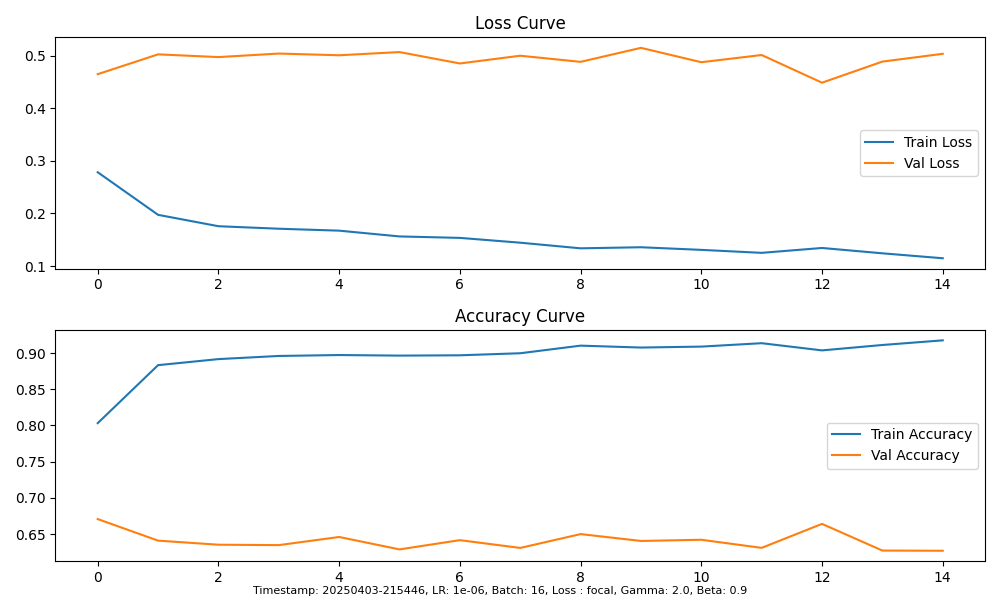 Loss Curve
0.5
0.4
0.3
0.2
0.1
Train Loss
Val Loss
0 2 4 6 8 10 12 14
Accuracy Curve
0.90
0.85
0.80
0.75
0.70
0.65
Train Accuracy
Val Accuracy
0 2 4 6 8 10 12 14
Timestamp: 20250403-215446, LR: 1e-06, Batch: 16, Loss : focal, Gamma: 2.0, Beta: 0.9